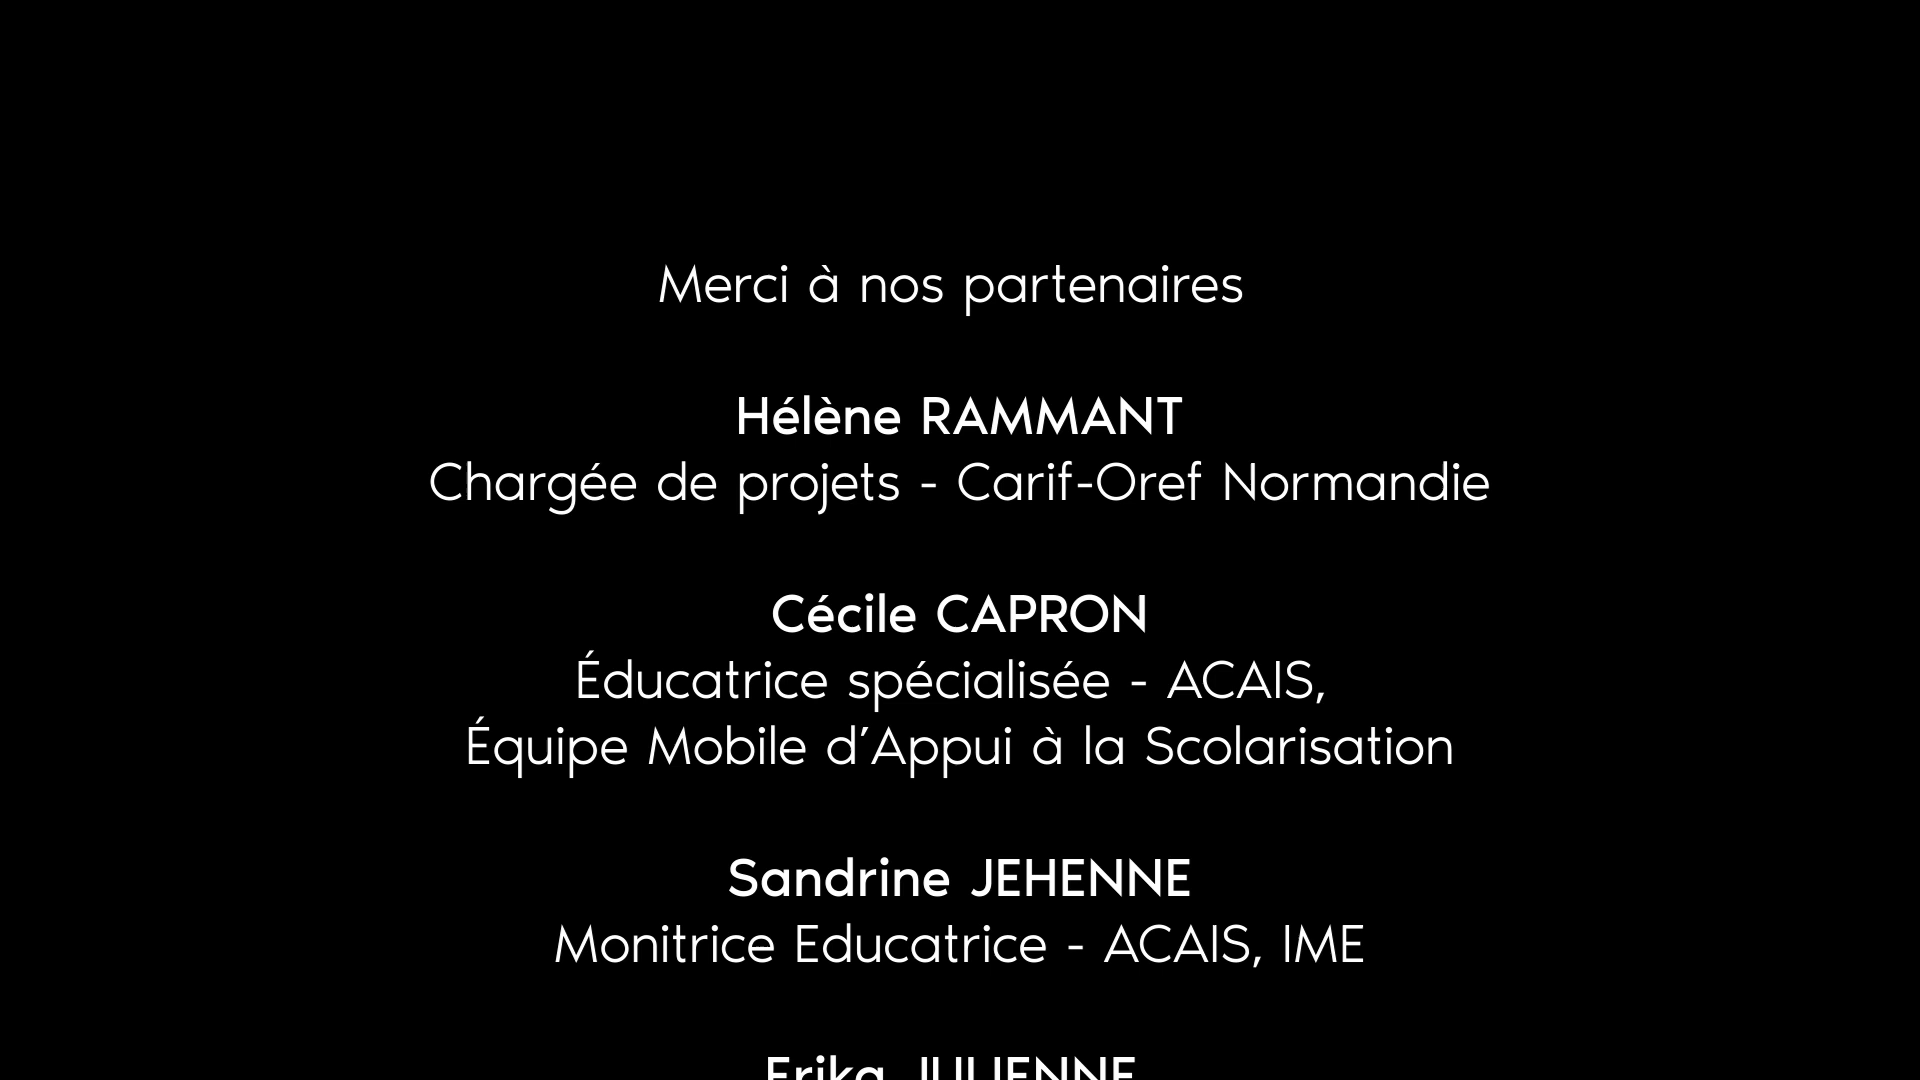 Merci à nos partenaires
Hélène RAMMANT
Chargée de projets - Carif-Oref Normandie
Cécile CAPRON
Éducatrice spécialisée - ACAIS,
Équipe Mobile d’Appui à la Scolarisation
Sandrine JEHENNE
Monitrice Educatrice - ACAIS, IME
Erika